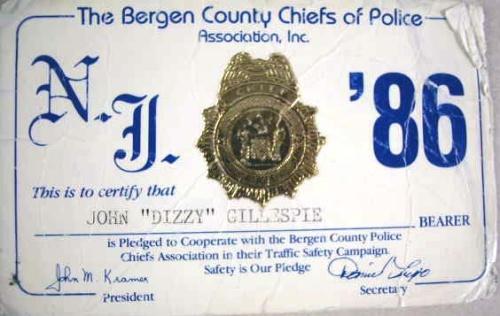 The Bergen County Chiefs of Police
Association, Inc.
N.J. '86
CHIEF
This is to certify that
JOHN "DIZZY" GILLESPIE BEARER
is Pledged to Cooperate with the Bergen County Police
Chiefs Association in their Traffic Safety Campaign.
Safety is Our Pledge
John M. Kramer
President Secretary